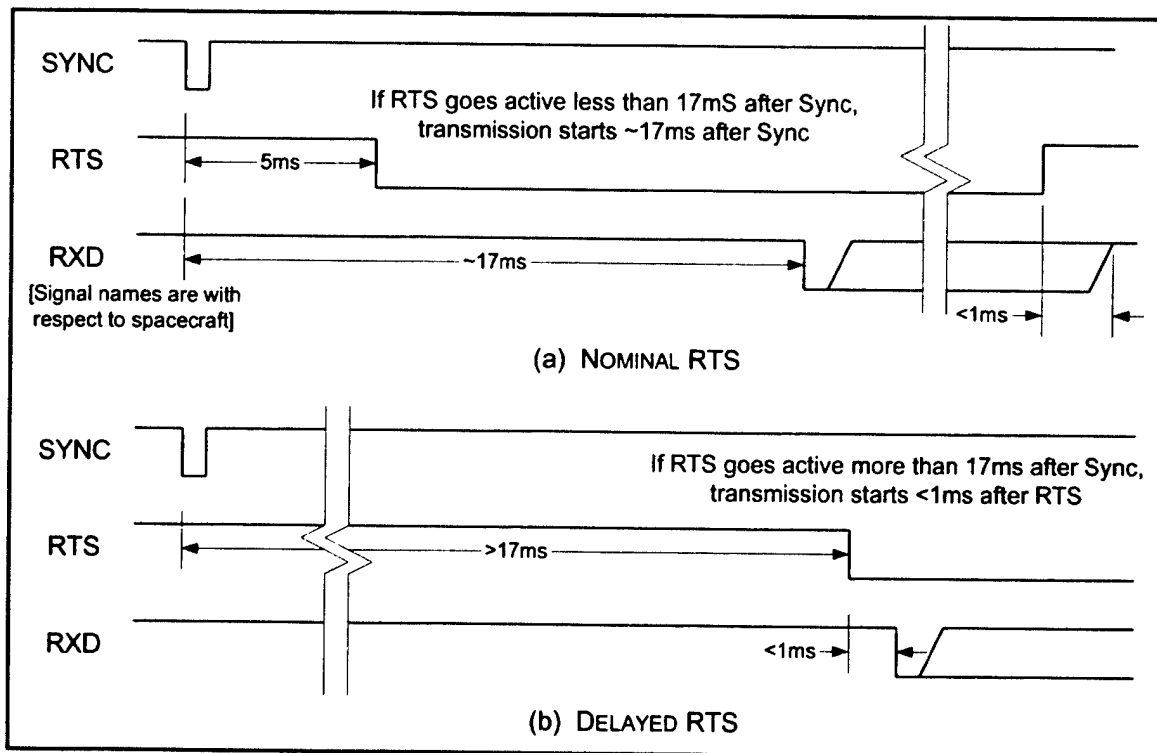 SYNC
If RTS goes active less than 17mS after Sync,
transmission starts ~17ms after Sync
RTS
5ms
RXD
~17ms
[Signal names are with
respect to spacecraft]
<1ms
(a) NOMINAL RTS
SYNC
If RTS goes active more than 17ms after Sync,
transmission starts <1ms after RTS
RTS
>17ms
RXD
<1ms
(b) DELAYED RTS